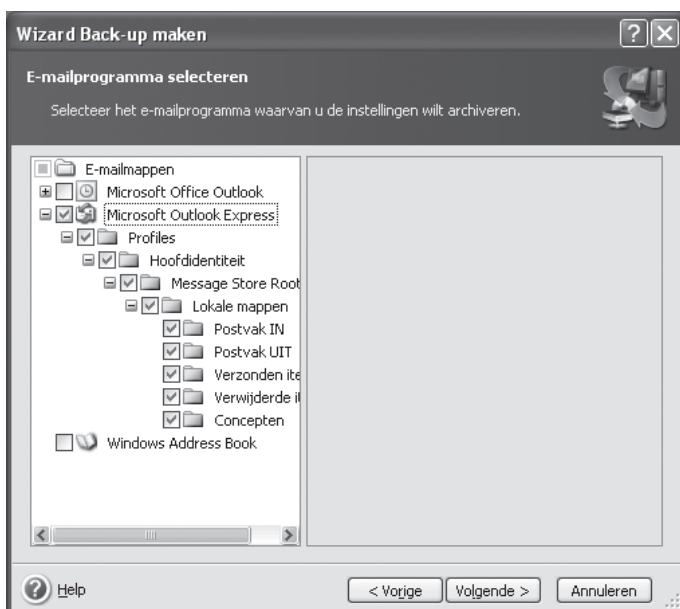 Wizard Back-up maken
E-mailprogramma selecteren
Selecteer het e-mailprogramma waarvan u de instellingen wilt archiveren.
E-mailmappen
Microsoft Office Outlook
Microsoft Outlook Express
Profiles
Hoofdidentiteit
Message Store Root
Lokale mappen
Postvak IN
Postvak UIT
Verzonden ite
Verwijderde i
Concepten
Windows Address Book
Help
< Vorige
Volgende >
Annuleren